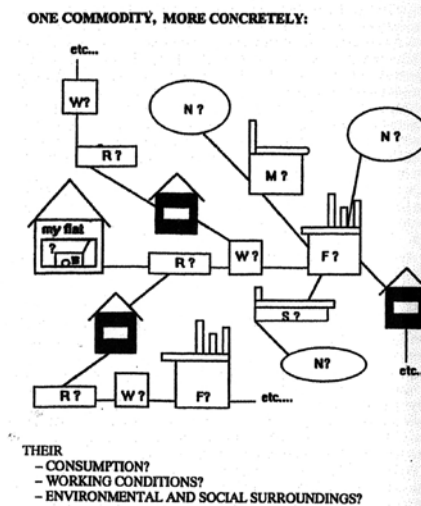 ONE COMMODITY, MORE CONCRETELY:
etc...
W?
N ?
N ?
R ?
M ?
my flat
?
R ?
W ?
F ?
S ?
N?
etc..
R ?
W ?
F?
etc....
THEIR
– CONSUMPTION?
– WORKING CONDITIONS?
– ENVIRONMENTAL AND SOCIAL SURROUNDINGS?